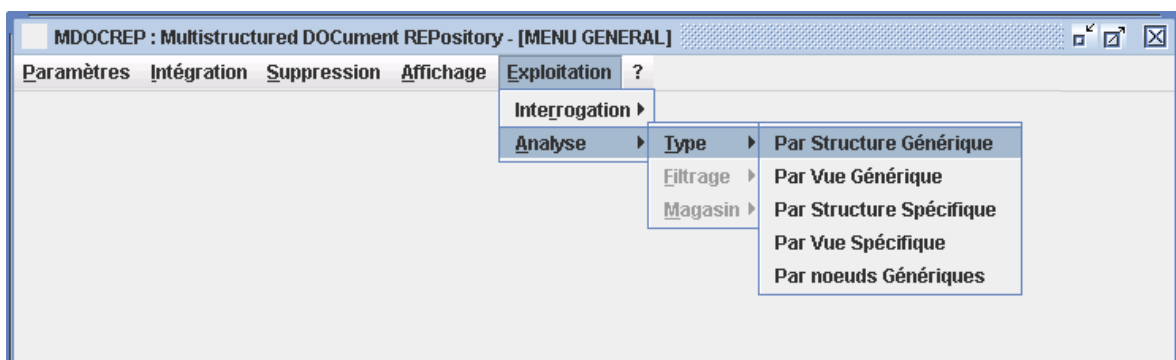 MDOCREP : Multistructured DOCument REPository - [MENU GENERAL]
Paramètres Intégration Suppression Affichage Exploitation ?
Interrogation
Analyse Type Par Structure Générique
Filtrage Par Vue Générique
Magasin Par Structure Spécifique
Par Vue Spécifique
Par noeuds Génériques